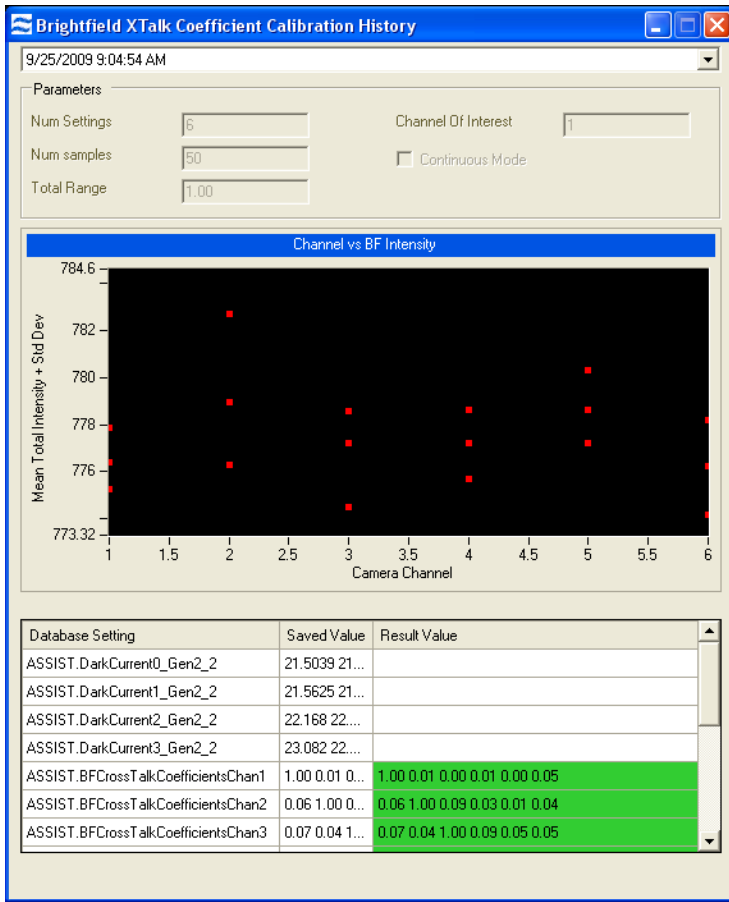 Brightfield XTalk Coefficient Calibration History
9/25/2009 9:04:54 AM
Parameters
Num Settings 6 Channel Of Interest 1
Num samples 50 Continuous Mode
Total Range 1.00
Channel vs BF Intensity
784.6
782
780
778
776
773.32
Mean Total Intensity + Std Dev
1 1.5 2 2.5 3 3.5 4 4.5 5 5.5 6
Camera Channel
Database Setting Saved Value Result Value
ASSIST.DarkCurrent0_Gen2_2 21.5039 21...
ASSIST.DarkCurrent1_Gen2_2 21.5625 21...
ASSIST.DarkCurrent2_Gen2_2 22.168 22....
ASSIST.DarkCurrent3_Gen2_2 23.082 22....
ASSIST.BFCrossTalkCoefficientsChan1 1.00 0.01 0... 1.00 0.01 0.00 0.01 0.00 0.05
ASSIST.BFCrossTalkCoefficientsChan2 0.06 1.00 0... 0.06 1.00 0.09 0.03 0.01 0.04
ASSIST.BFCrossTalkCoefficientsChan3 0.07 0.04 1... 0.07 0.04 1.00 0.09 0.05 0.05